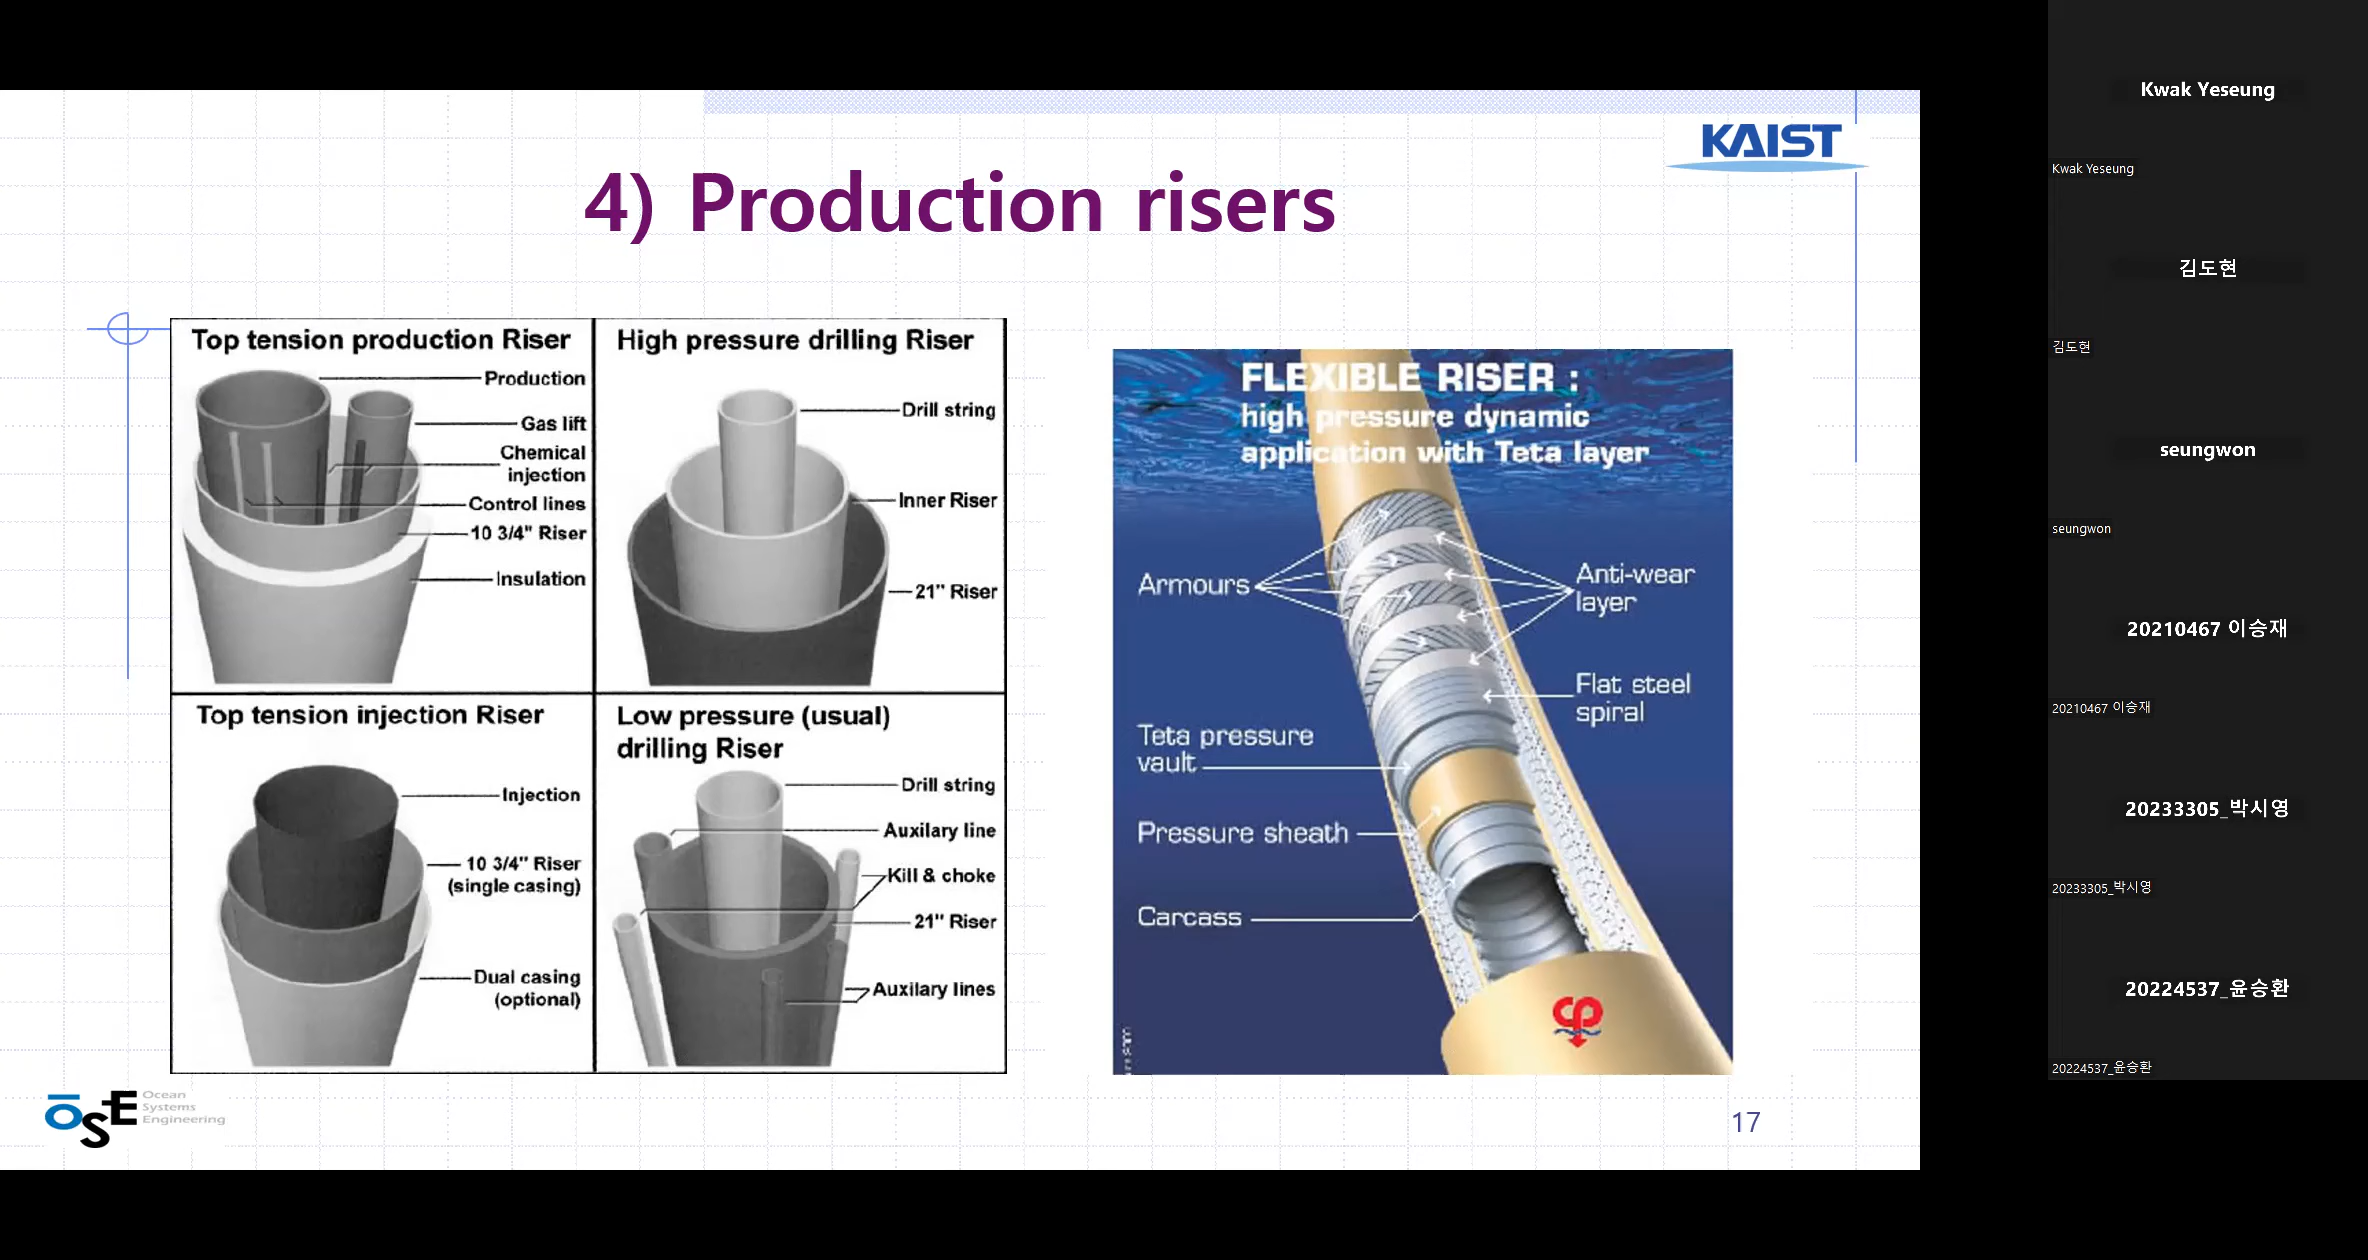 KAIST
4) Production risers
Top tension production Riser
Production
Gas lift
Chemical
injection
Control lines
10 3/4" Riser
Insulation
High pressure drilling Riser
Drill string
Inner Riser
21" Riser
Top tension injection Riser
Injection
10 3/4" Riser
(single casing)
Dual casing
(optional)
Low pressure (usual)
drilling Riser
Drill string
Auxilary line
Kill & choke
21" Riser
Auxilary lines
FLEXIBLE RISER :
high pressure dynamic
application with Teta layer
Armours
Anti-wear
layer
Flat steel
spiral
Teta pressure
vault
Pressure sheath
Carcass
OSE
Ocean
Systems
Engineering
17
Kwak Yeseung
Kwak Yeseung
김도현
김도현
seungwon
seungwon
20210467 이승재
20210467 이승재
20233305_박시영
20233305_박시영
20224537_윤승환
20224537_윤승환